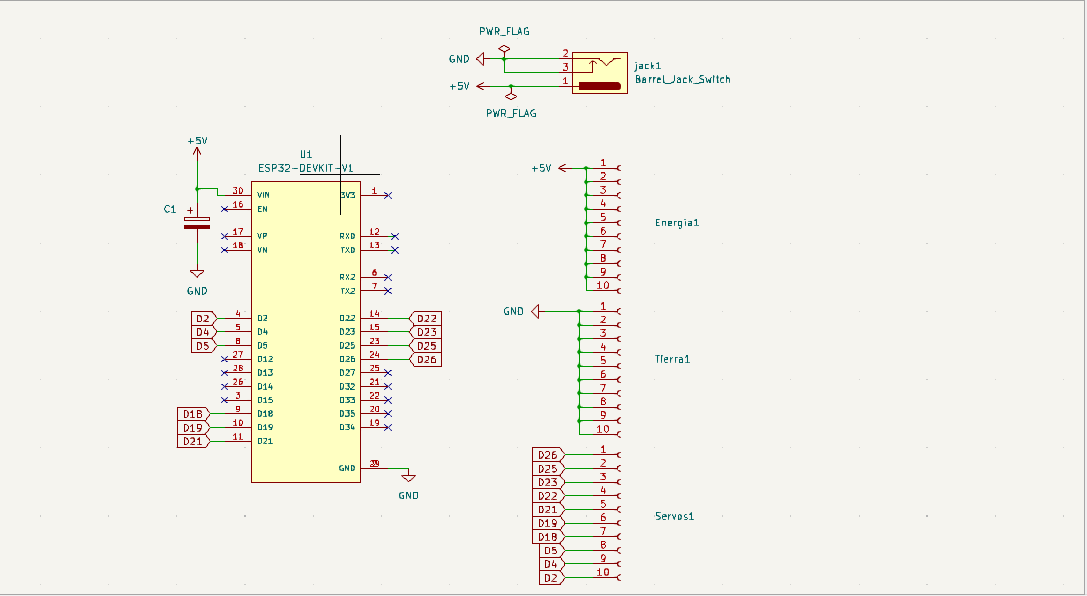 PWR_FLAG
GND
2
3
1
jack1
Barrel_Jack_Switch
+5V
PWR_FLAG
+5V
U1
ESP32-DEVKIT-V1
C1
+
GND
30 VIN
16 EN
17 VP
18 VN
D2 4 D2
D4 5 D4
D5 8 D5
27 D12
28 D13
26 D14
3 D15
D18 9 D18
D19 10 D19
D21 11 D21
3V3 1
RXD 12
TXD 13
RX2 6
TX2 7
D22 14 D22
D23 15 D23
D25 23 D25
D26 24 D26
D27 25
D32 21
D33 22
D35 20
D34 19
GND
GND
+5V
1
2
3
4
5
6
7
8
9
10
Energia1
GND
1
2
3
4
5
6
7
8
9
10
Tierra1
D26 1
D25 2
D23 3
D22 4
D21 5
D19 6
D18 7
D5 8
D4 9
D2 10
Servos1